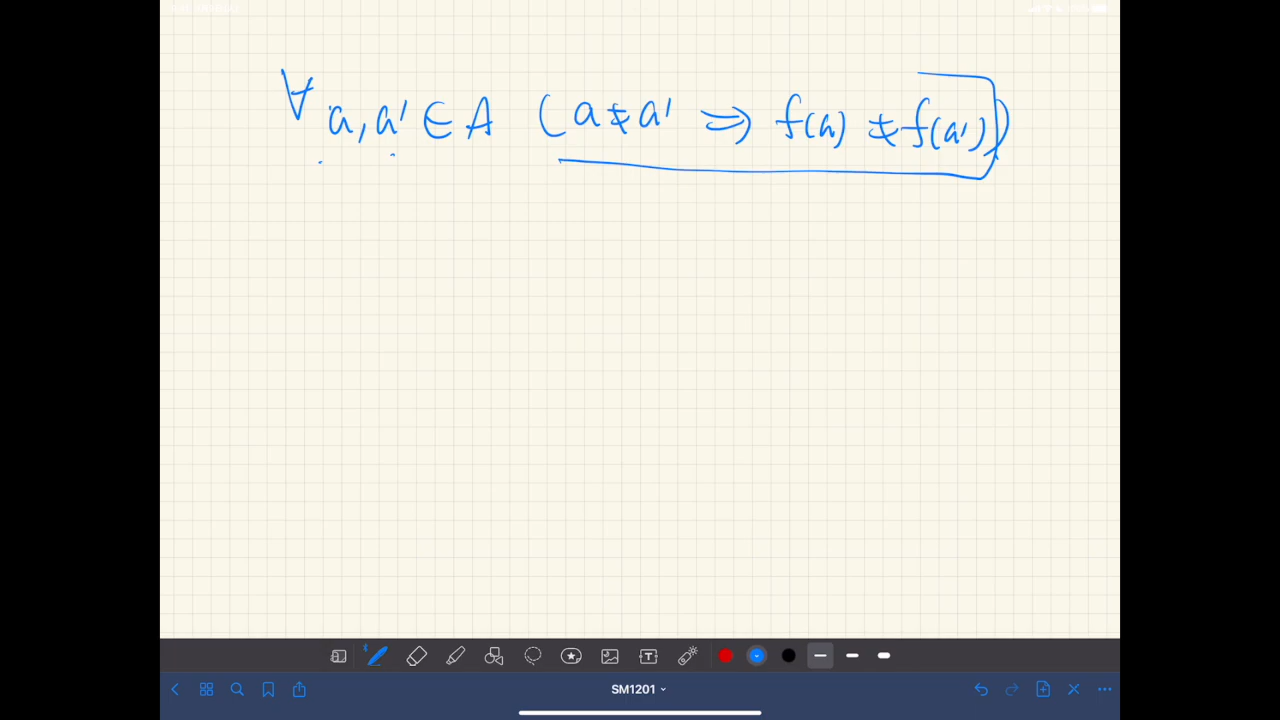 ∀ a, a' ∈ A (a ≠ a' ⇒ f(a) ≠ f(a'))
SM1201